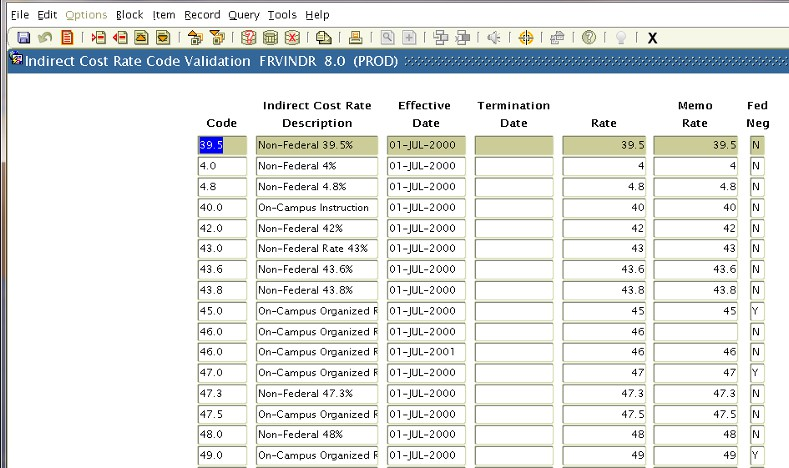 File Edit Options Block Item Record Query Tools Help
Indirect Cost Rate Code Validation FRVINDR 8.0 (PROD)
Indirect Cost Rate Effective Termination Memo Fed
Code Description Date Date Rate Rate Neg
39.5 Non-Federal 39.5% 01-JUL-2000 39.5 39.5 N
4.0 Non-Federal 4% 01-JUL-2000 4 4 N
4.8 Non-Federal 4.8% 01-JUL-2000 4.8 4.8 N
40.0 On-Campus Instruction 01-JUL-2000 40 40 N
42.0 Non-Federal 42% 01-JUL-2000 42 42 N
43.0 Non-Federal Rate 43% 01-JUL-2000 43 43 N
43.6 Non-Federal 43.6% 01-JUL-2000 43.6 43.6 N
43.8 Non-Federal 43.8% 01-JUL-2000 43.8 43.8 N
45.0 On-Campus Organized R 01-JUL-2000 45 45 Y
46.0 On-Campus Organized R 01-JUL-2000 46 N
46.0 On-Campus Organized R 01-JUL-2001 46 46 N
47.0 On-Campus Organized R 01-JUL-2000 47 47 Y
47.3 Non-Federal 47.3% 01-JUL-2000 47.3 47.3 N
47.5 On-Campus Organized R 01-JUL-2000 47.5 47.5 N
48.0 Non-Federal 48% 01-JUL-2000 48 48 N
49.0 On-Campus Organized R 01-JUL-2000 49 49 Y